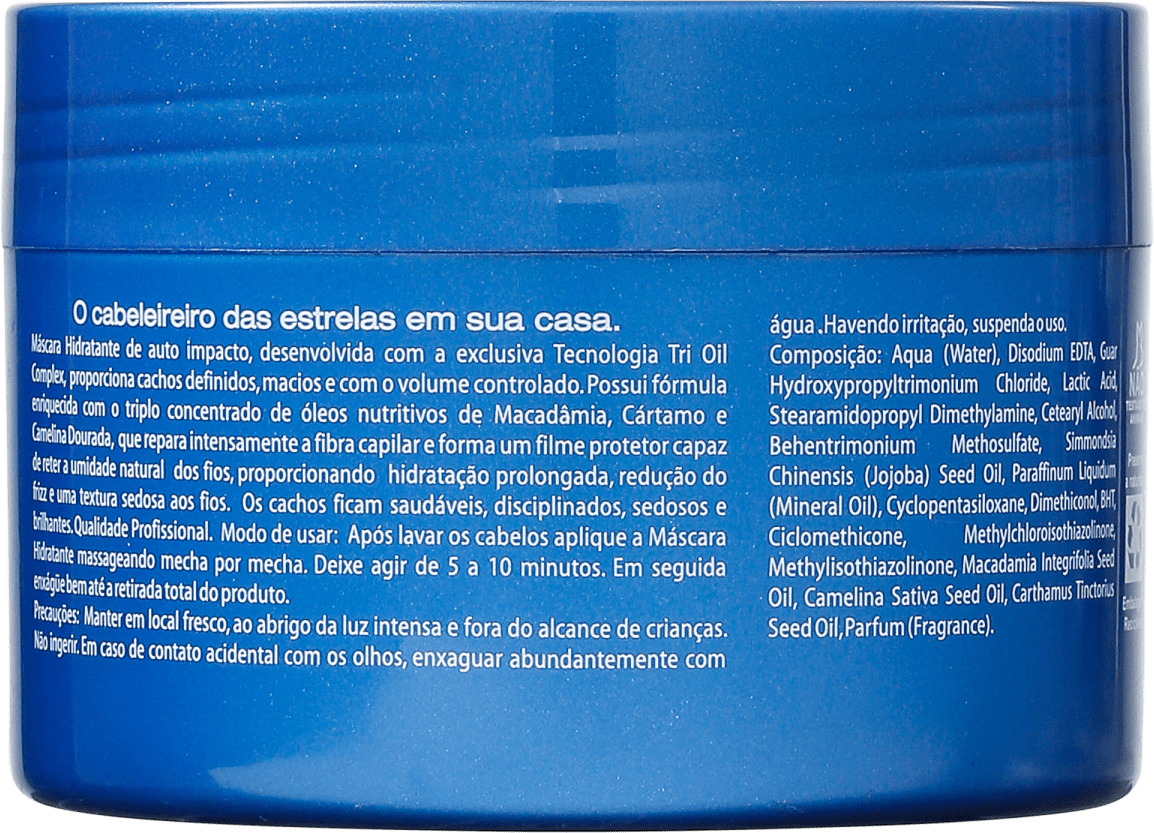 O cabeleireiro das estrelas em sua casa.
Máscara Hidratante de auto impacto, desenvolvida com a exclusiva Tecnologia Tri Oil
Complex, proporciona cachos definidos, macios e com o volume controlado. Possui fórmula
enriquecida com o triplo concentrado de óleos nutritivos de Macadâmia, Cártamo e
Camelina Dourada, que repara intensamente a fibra capilar e forma um filme protetor capaz
de reter a umidade natural dos fios, proporcionando hidratação prolongada, redução do
frizz e uma textura sedosa aos fios. Os cachos ficam saudáveis, disciplinados, sedosos e
brilhantes. Qualidade Profissional. Modo de usar: Após lavar os cabelos aplique a Máscara
Hidratante massageando mecha por mecha. Deixe agir de 5 a 10 minutos. Em seguida
enxágüe bem até a retirada total do produto.
Precauções: Manter em local fresco, ao abrigo da luz intensa e fora do alcance de crianças.
Não ingerir. Em caso de contato acidental com os olhos, enxaguar abundantemente com
água .Havendo irritação, suspenda o uso.
Composição: Aqua (Water), Disodium EDTA, Guar
Hydroxypropyltrimonium Chloride, Lactic Acid,
Stearamidopropyl Dimethylamine, Cetearyl Alcohol,
Behentrimonium Methosulfate, Simmondsia
Chinensis (Jojoba) Seed Oil, Paraffinum Liquidum
(Mineral Oil), Cyclopentasiloxane, Dimethiconol, BHT,
Ciclomethicone, Methylchloroisothiazolinone,
Methylisothiazolinone, Macadamia Integrifolia Seed
Oil, Camelina Sativa Seed Oil, Carthamus Tinctorius
Seed Oil, Parfum (Fragrance).